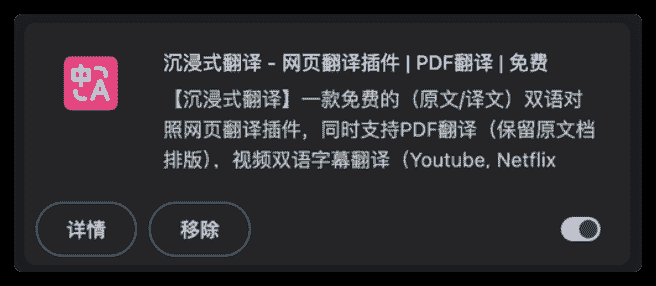 中A
沉浸式翻译 - 网页翻译插件 | PDF翻译 | 免费
【沉浸式翻译】一款免费的（原文/译文）双语对
照网页翻译插件，同时支持PDF翻译（保留原文档
排版），视频双语字幕翻译（Youtube, Netflix
详情
移除